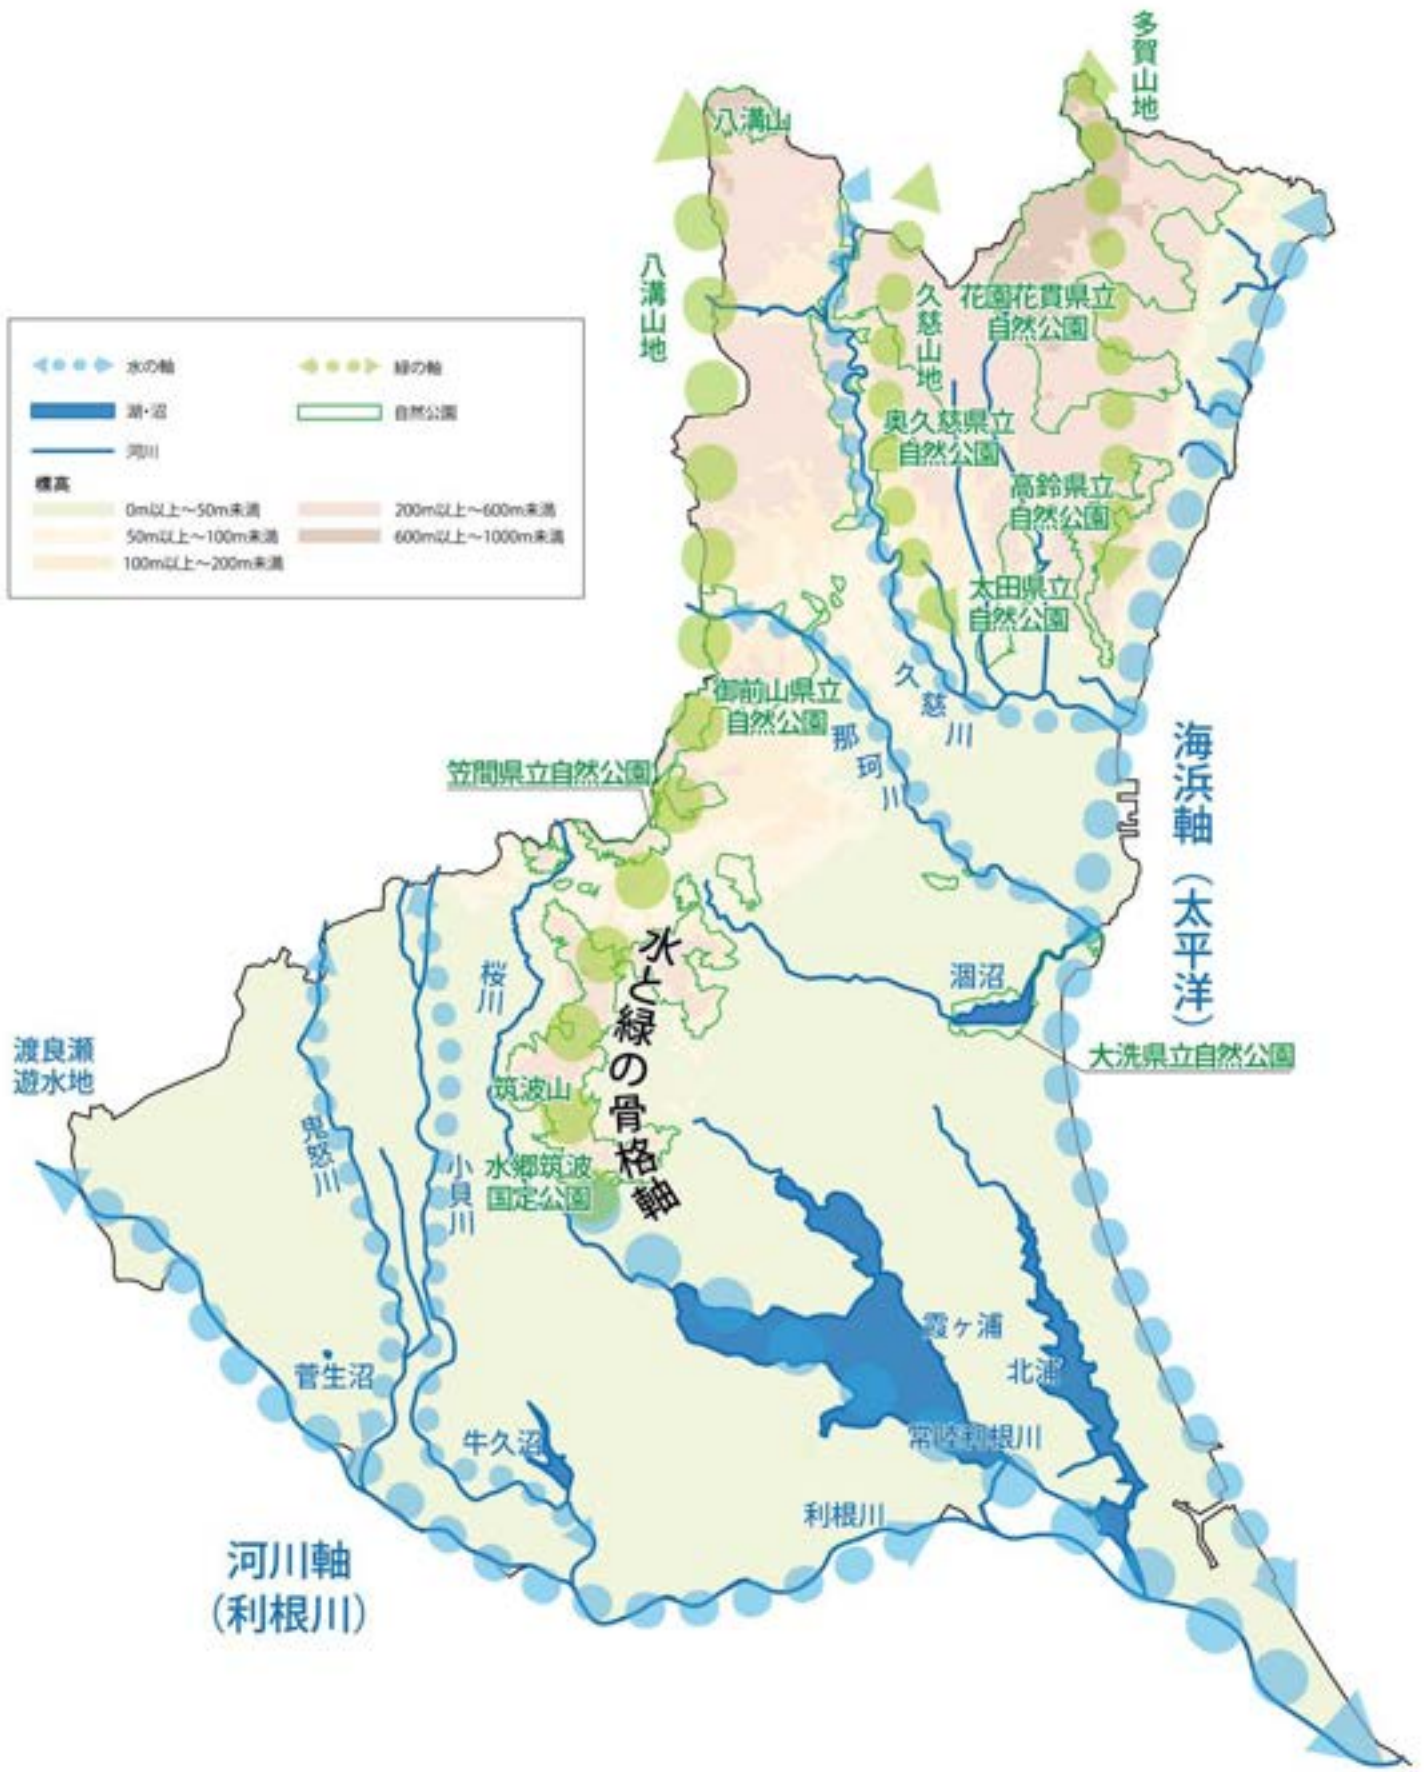 多賀山地
八溝山
八溝山地
久慈山地
花園花貫県立
自然公園
水の軸
緑の軸
湖・沼
自然公園
河川
標高
0m以上～50m未満
200m以上～600m未満
50m以上～100m未満
600m以上～1000m未満
100m以上～200m未満
奥久慈県立
自然公園
高鈴県立
自然公園
太田県立
自然公園
御前山県立
自然公園
久慈川
那珂川
笠間県立自然公園
海浜軸（太平洋）
水と緑の骨格軸
桜川
涸沼
大洗県立自然公園
渡良瀬
遊水地
筑波山
鬼怒川
小貝川
水郷筑波
国定公園
霞ヶ浦
北浦
菅生沼
牛久沼
常陸利根川
利根川
河川軸
（利根川）